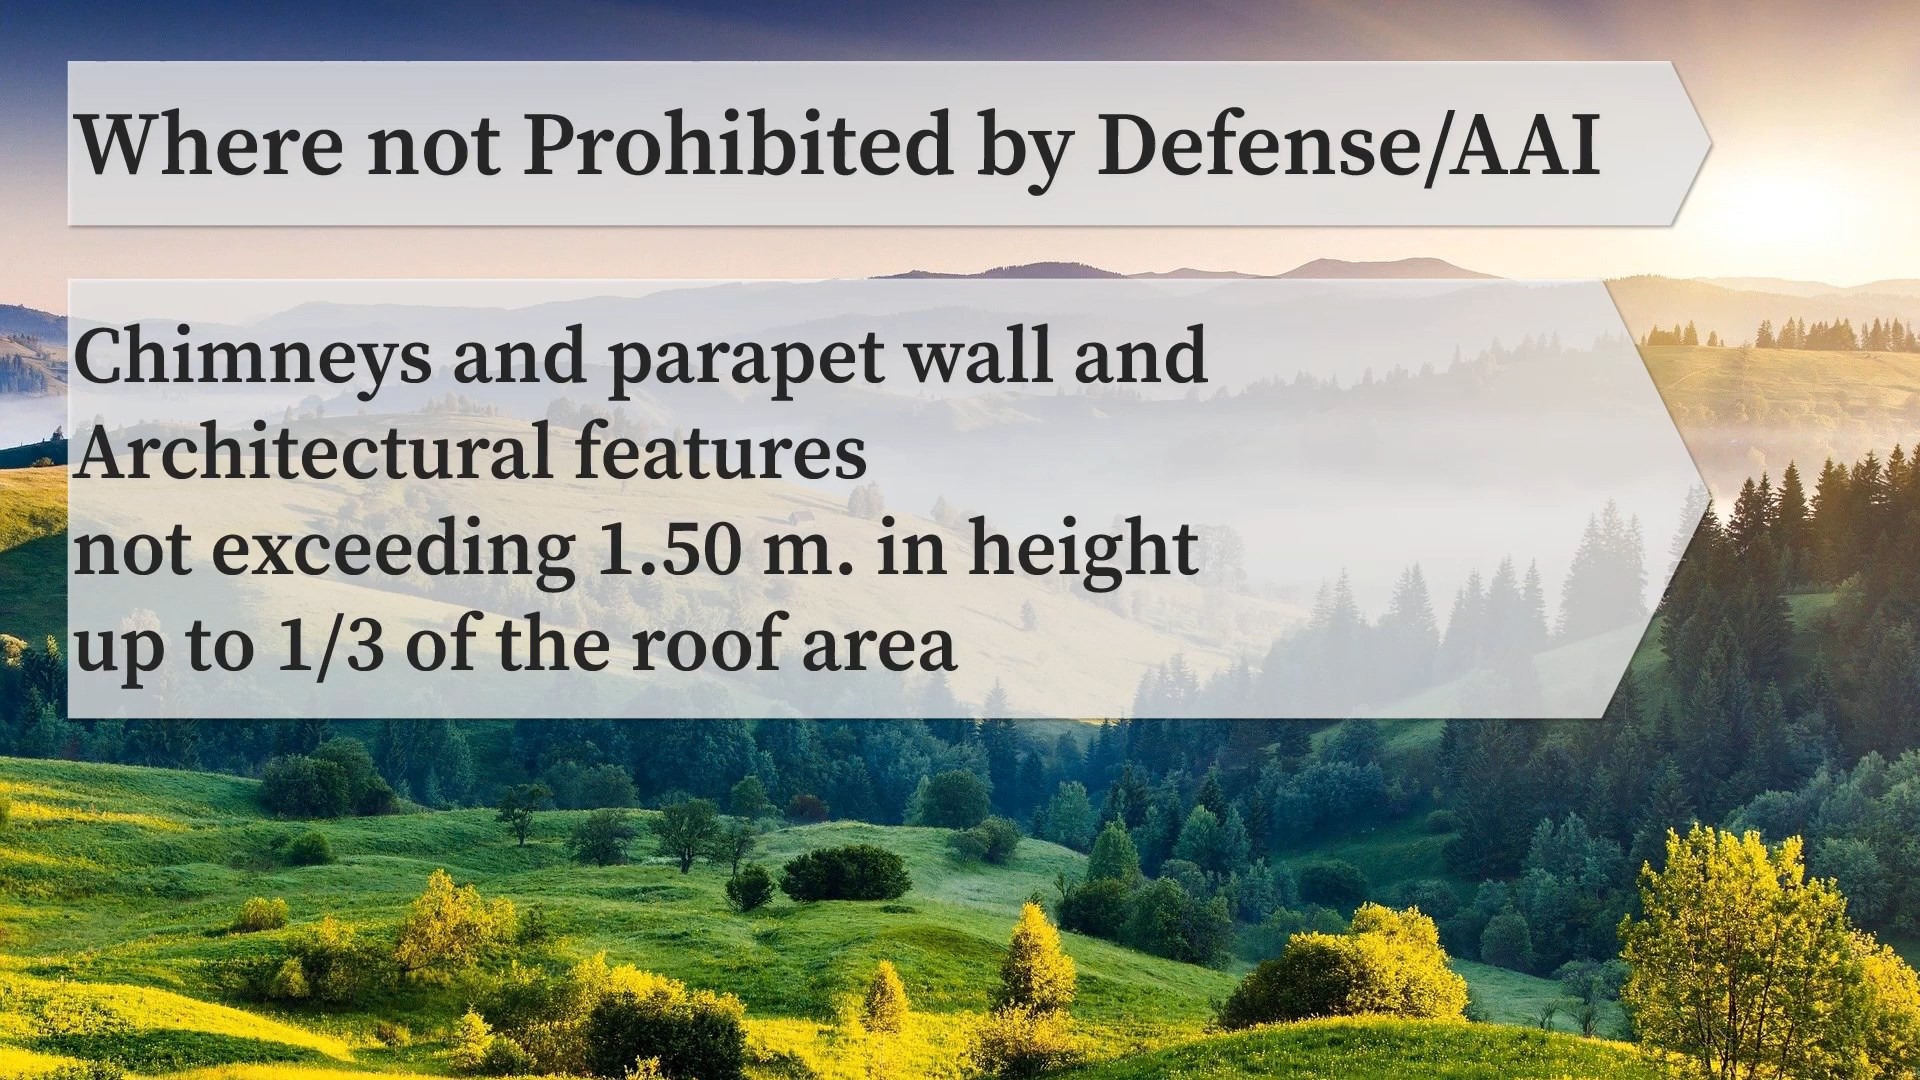 Where not Prohibited by Defense/AAI
Chimneys and parapet wall and
Architectural features
not exceeding 1.50 m. in height
up to 1/3 of the roof area